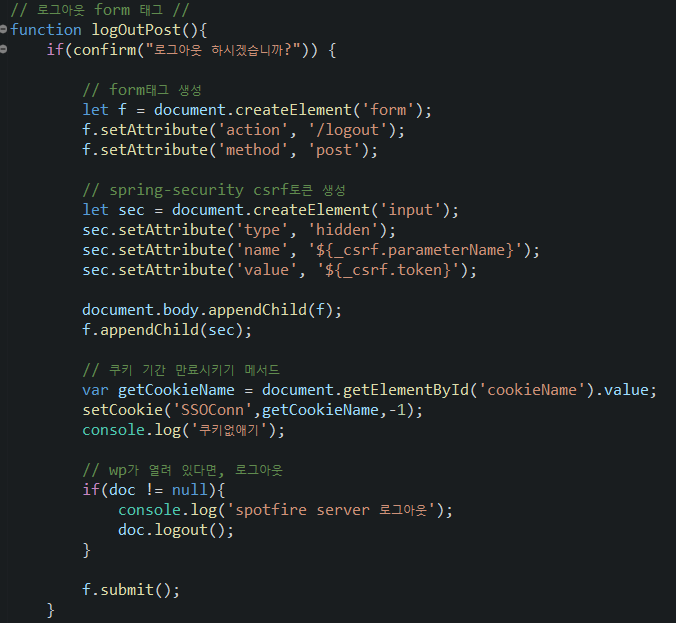 // 로그아웃 form 태그 //
function logOutPost(){
if(confirm("로그아웃 하시겠습니까?")) {
// form태그 생성
let f = document.createElement('form');
f.setAttribute('action', '/logout');
f.setAttribute('method', 'post');
// spring-security csrf토큰 생성
let sec = document.createElement('input');
sec.setAttribute('type', 'hidden');
sec.setAttribute('name', '${_csrf.parameterName}');
sec.setAttribute('value', '${_csrf.token}');
document.body.appendChild(f);
f.appendChild(sec);
// 쿠키 기간 만료시키기 메서드
var getCookieName = document.getElementById('cookieName').value;
setCookie('SSOConn',getCookieName,-1);
console.log('쿠키없애기');
// wp가 열려 있다면, 로그아웃
if(doc != null){
console.log('spotfire server 로그아웃');
doc.logout();
}
f.submit();
}